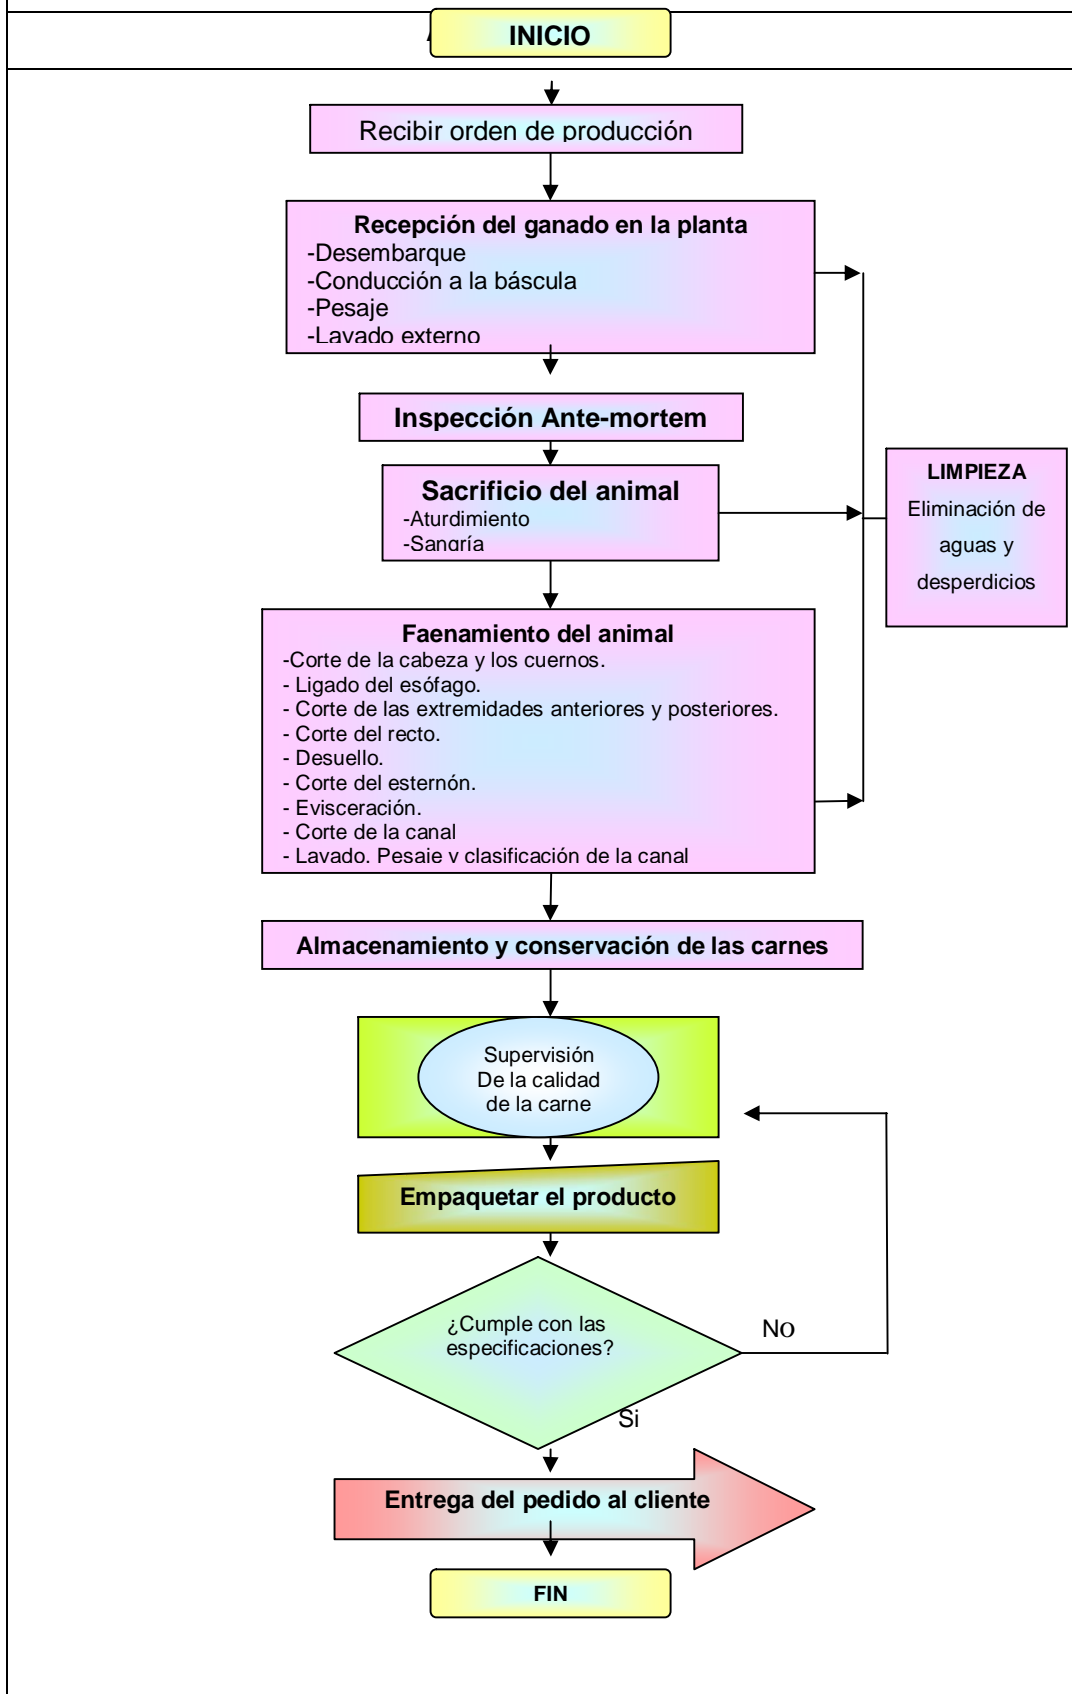 INICIO
Recibir orden de producción
Recepción del ganado en la planta
-Desembarque
-Conducción a la báscula
-Pesaje
-Lavado externo
Inspección Ante-mortem
Sacrificio del animal
-Aturdimiento
-Sangría
LIMPIEZA
Eliminación de
aguas y
desperdicios
Faenamiento del animal
-Corte de la cabeza y los cuernos.
- Ligado del esófago.
- Corte de las extremidades anteriores y posteriores.
- Corte del recto.
- Desuello.
- Corte del esternón.
- Evisceración.
- Corte de la canal
- Lavado. Pesaje y clasificación de la canal
Almacenamiento y conservación de las carnes
Supervisión
De la calidad
de la carne
Empaquetar el producto
¿Cumple con las
especificaciones?
No
Si
Entrega del pedido al cliente
FIN